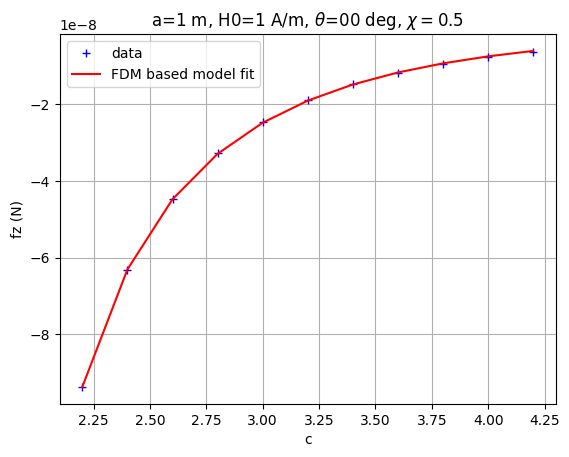 a=1 m, H0=1 A/m, θ=00 deg, χ = 0.5
1e−8
data
FDM based model fit
−2
−4
−6
−8
fz (N)
2.25 2.50 2.75 3.00 3.25 3.50 3.75 4.00 4.25
c